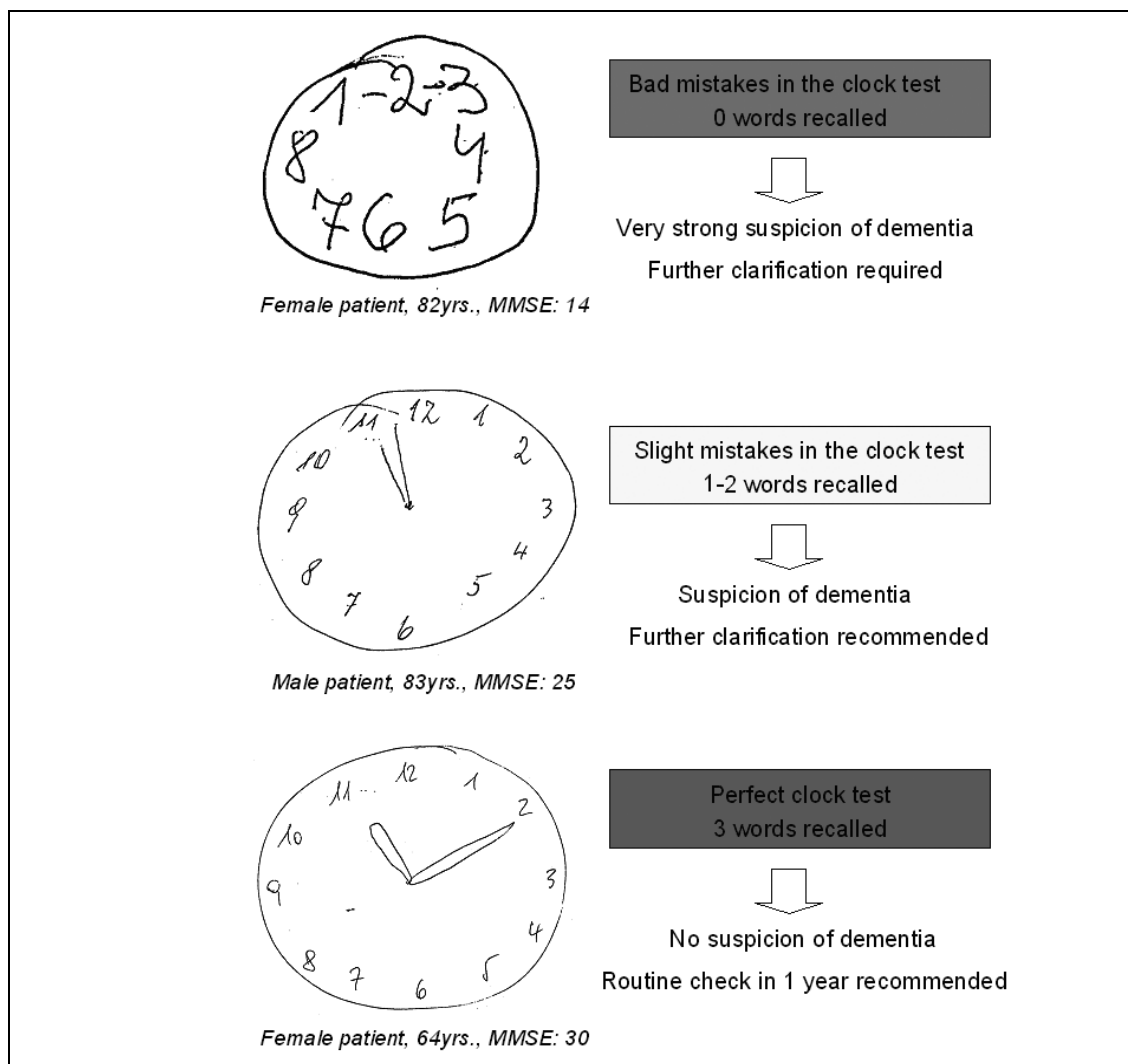 1-2-3
8 4
7 6 5
Bad mistakes in the clock test
0 words recalled
Very strong suspicion of dementia
Further clarification required
Female patient, 82yrs., MMSE: 14
11 12 1
10 2
9 3
8 4
7 5
6
Slight mistakes in the clock test
1-2 words recalled
Suspicion of dementia
Further clarification recommended
Male patient, 83yrs., MMSE: 25
11 12 1
10 2
9 3
8 4
7 6 5
Perfect clock test
3 words recalled
No suspicion of dementia
Routine check in 1 year recommended
Female patient, 64yrs., MMSE: 30